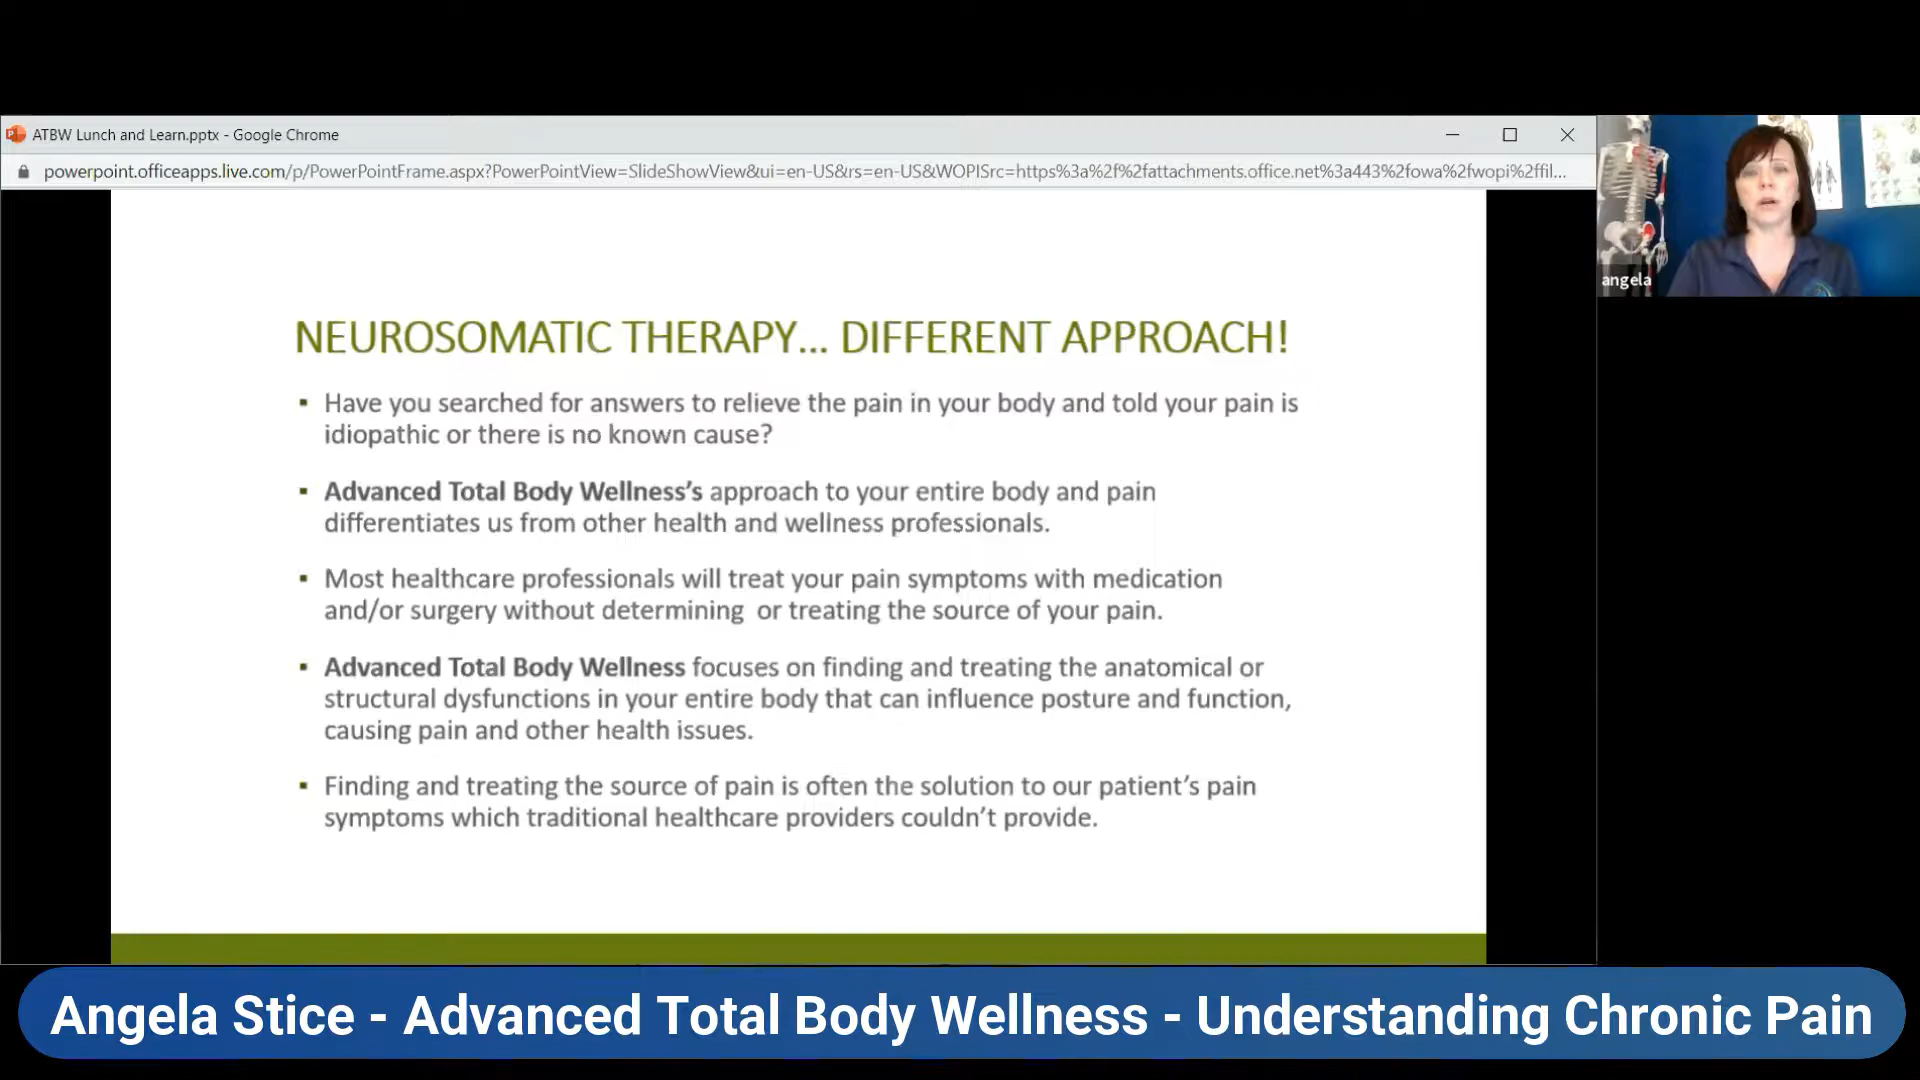 ATBW Lunch and Learn.pptx - Google Chrome
powerpoint.officeapps.live.com/p/PowerPointFrame.aspx?PowerPointView=SlideShowView&ui=en-US&rs=en-US&WOPISrc=https%3a%2f%2fattachments.office.net%3a443%2fowa%2fwopi%2ffil...
angela
NEUROSOMATIC THERAPY... DIFFERENT APPROACH!
▪ Have you searched for answers to relieve the pain in your body and told your pain is
idiopathic or there is no known cause?
▪ Advanced Total Body Wellness's approach to your entire body and pain
differentiates us from other health and wellness professionals.
▪ Most healthcare professionals will treat your pain symptoms with medication
and/or surgery without determining or treating the source of your pain.
▪ Advanced Total Body Wellness focuses on finding and treating the anatomical or
structural dysfunctions in your entire body that can influence posture and function,
causing pain and other health issues.
▪ Finding and treating the source of pain is often the solution to our patient's pain
symptoms which traditional healthcare providers couldn't provide.
Angela Stice - Advanced Total Body Wellness - Understanding Chronic Pain